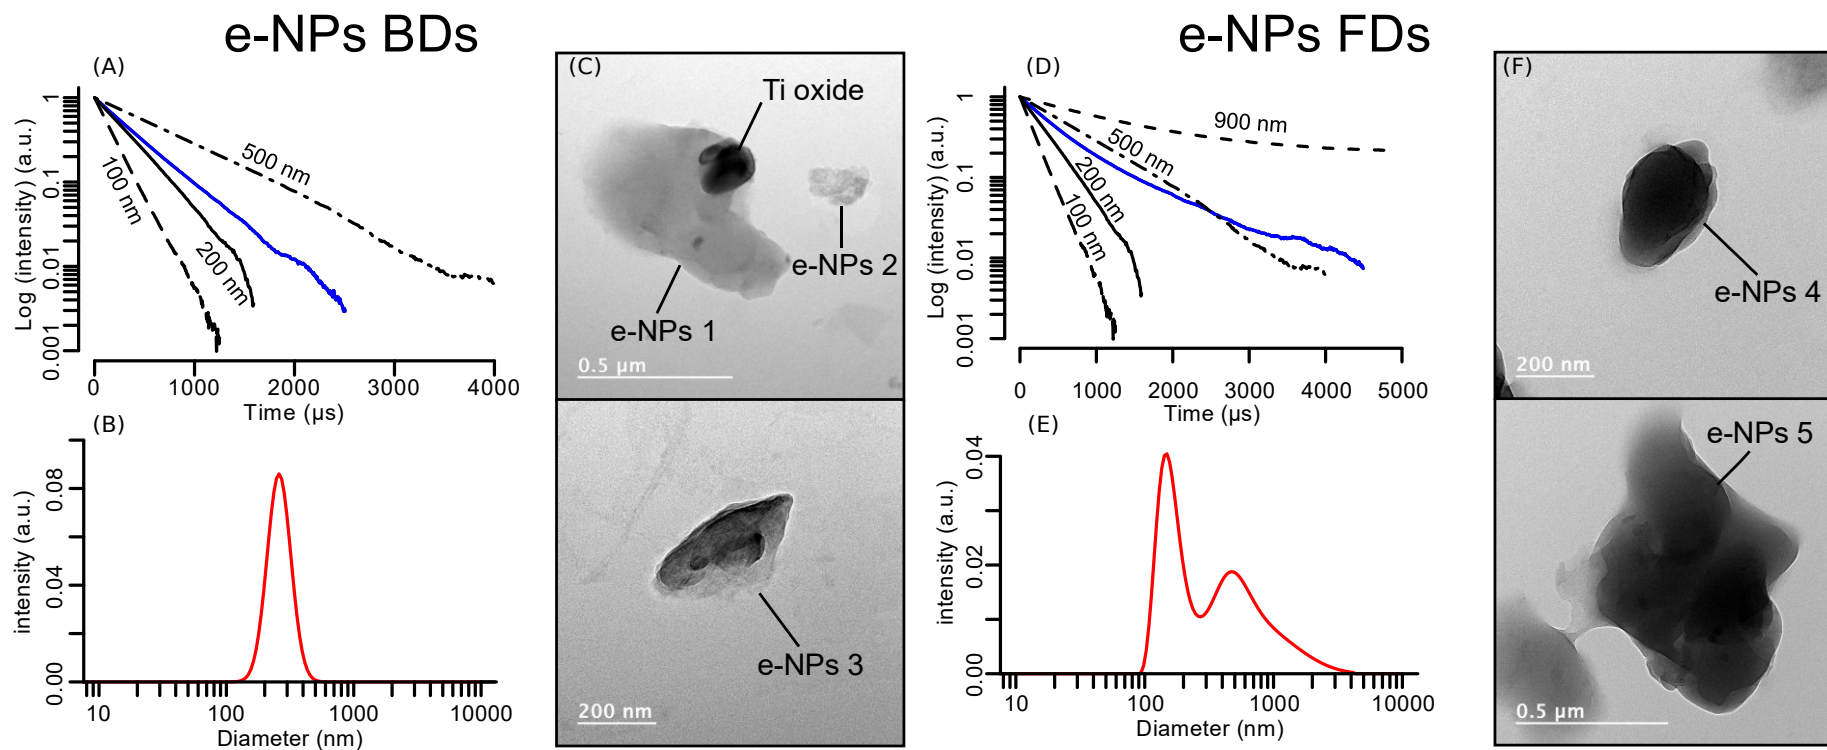 e-NPs BDs
e-NPs FDs
(A)
Log (intensity) (a.u.)
1
0.1
0.01
0.001
500 nm
100 nm
200 nm
0
1000
2000
3000
4000
Time (µs)
(B)
intensity (a.u.)
0.08
0.04
0.00
10
100
1000
10000
Diameter (nm)
(C)
Ti oxide
e-NPs 2
e-NPs 1
0.5 µm
e-NPs 3
200 nm
(D)
Log (intensity) (a.u.)
1
0.1
0.01
0.001
900 nm
500 nm
200 nm
100 nm
0
1000
2000
3000
4000
5000
Time (µs)
(E)
intensity (a.u.)
0.04
0.02
0.00
10
100
1000
10000
Diameter (nm)
(F)
e-NPs 4
200 nm
e-NPs 5
0.5 µm